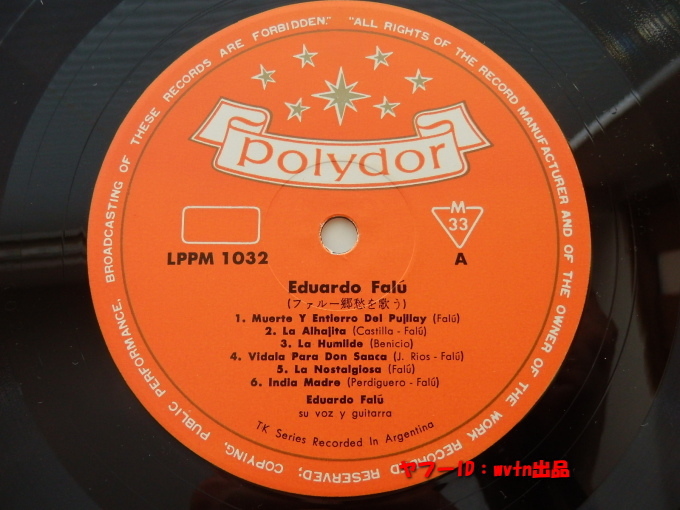 "ALL RIGHTS OF THE RECORD MANUFACTURER AND OF THE OWNER OF THE WORK RECORDED RESERVED; COPYING, PUBLIC PERFORMANCE, BROADCASTING OF THESE RECORDS ARE FORBIDDEN."
polydor
LPPM 1032
M
33
A
Eduardo Falú
(ファルー郷愁を歌う)
1. Muerte Y Entierro Del Pujllay (Falú)
2. La Alhajita (Castilla - Falú)
3. La Humilde (Benicio)
4. Vidala Para Don Sanca (J. Rios - Falú)
5. La Nostalgiosa (Falú)
6. India Madre (Perdiguero - Falú)
Eduardo Falú
su voz y guitarra
TK Series Recorded In Argentina
ヤフーID：mvtn出品